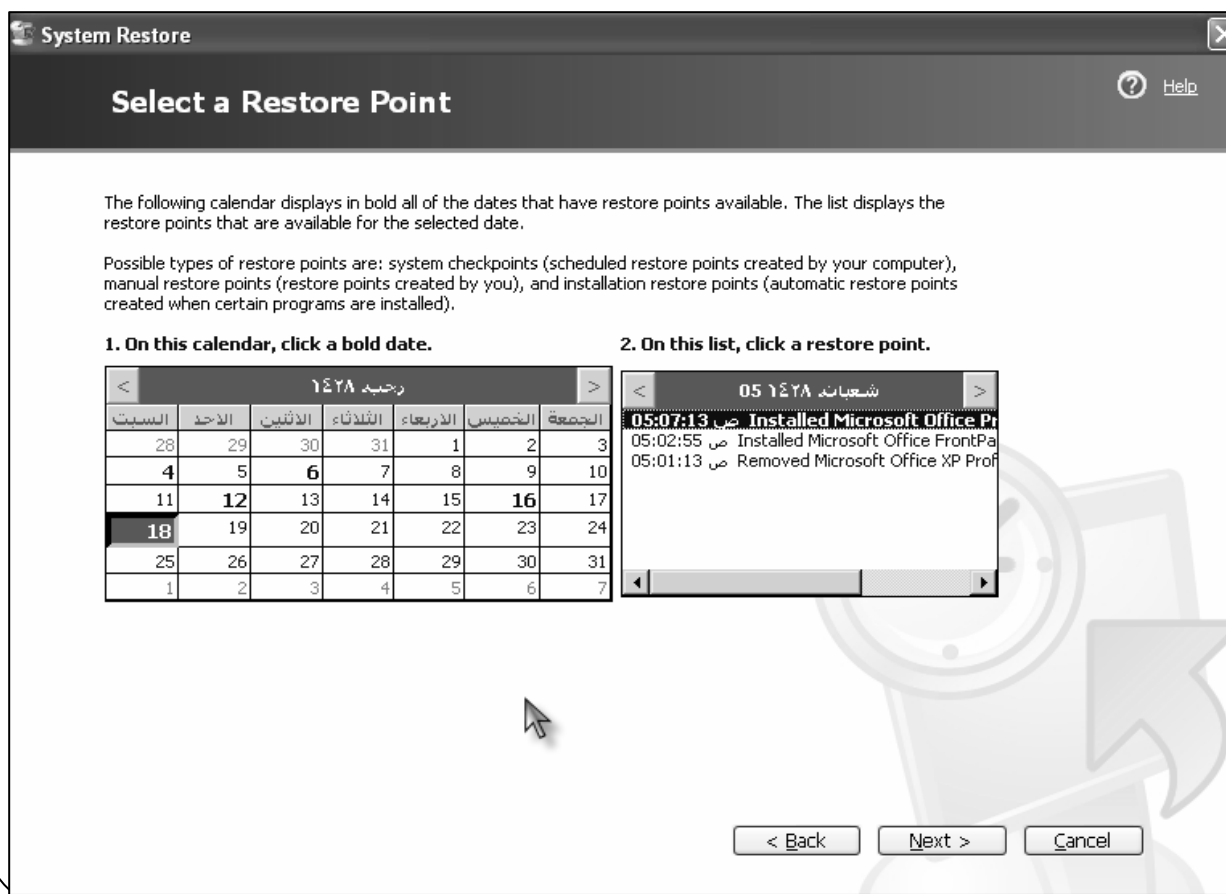 System Restore
Select a Restore Point
Help
The following calendar displays in bold all of the dates that have restore points available. The list displays the
restore points that are available for the selected date.
Possible types of restore points are: system checkpoints (scheduled restore points created by your computer),
manual restore points (restore points created by you), and installation restore points (automatic restore points
created when certain programs are installed).
1. On this calendar, click a bold date.
< رجب ١٤٢٨ >
السبت الاحد الاثنين الثلاثاء الاربعاء الخميس الجمعة
28 29 30 31 1 2 3
4 5 6 7 8 9 10
11 12 13 14 15 16 17
18 19 20 21 22 23 24
25 26 27 28 29 30 31
1 2 3 4 5 6 7
2. On this list, click a restore point.
< 05 شعبان ١٤٢٨ >
05:07:13 ص Installed Microsoft Office Pr
05:02:55 ص Installed Microsoft Office FrontPa
05:01:13 ص Removed Microsoft Office XP Prof
< Back
Next >
Cancel